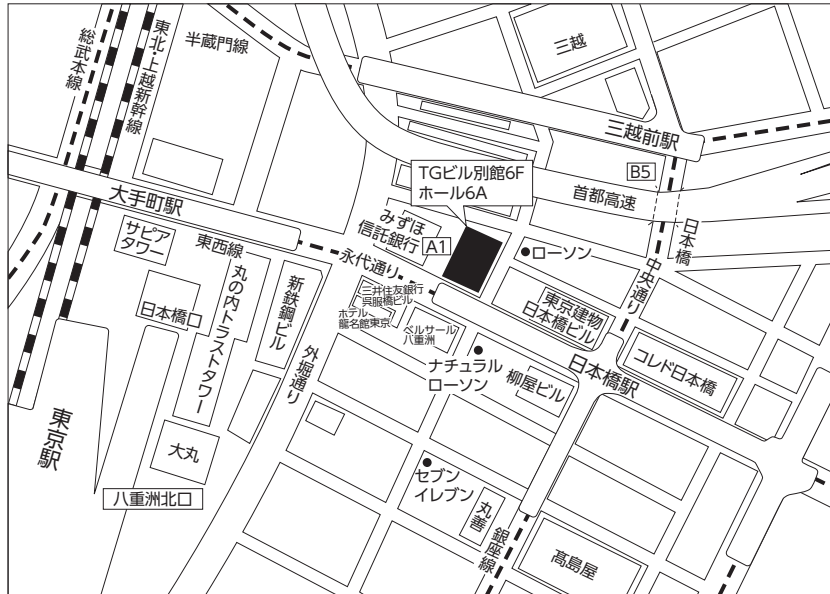 総武本線
東北・上越新幹線
半蔵門線
三越
三越前駅
TGビル別館6F
ホール6A
B5
首都高速
大手町駅
サピア
タワー
東西線
みずほ
信託銀行
A1
永代通り
ローソン
日本橋
中央通り
三井住友銀行
呉服橋ビル
ホテル
龍名館東京
ベルサール
八重洲
東京建物
日本橋ビル
新鉄鋼ビル
丸の内トラストタワー
日本橋口
外堀通り
ナチュラル
ローソン
柳屋ビル
日本橋駅
コレド日本橋
東京駅
大丸
八重洲北口
セブン
イレブン
丸善
銀座線
髙島屋